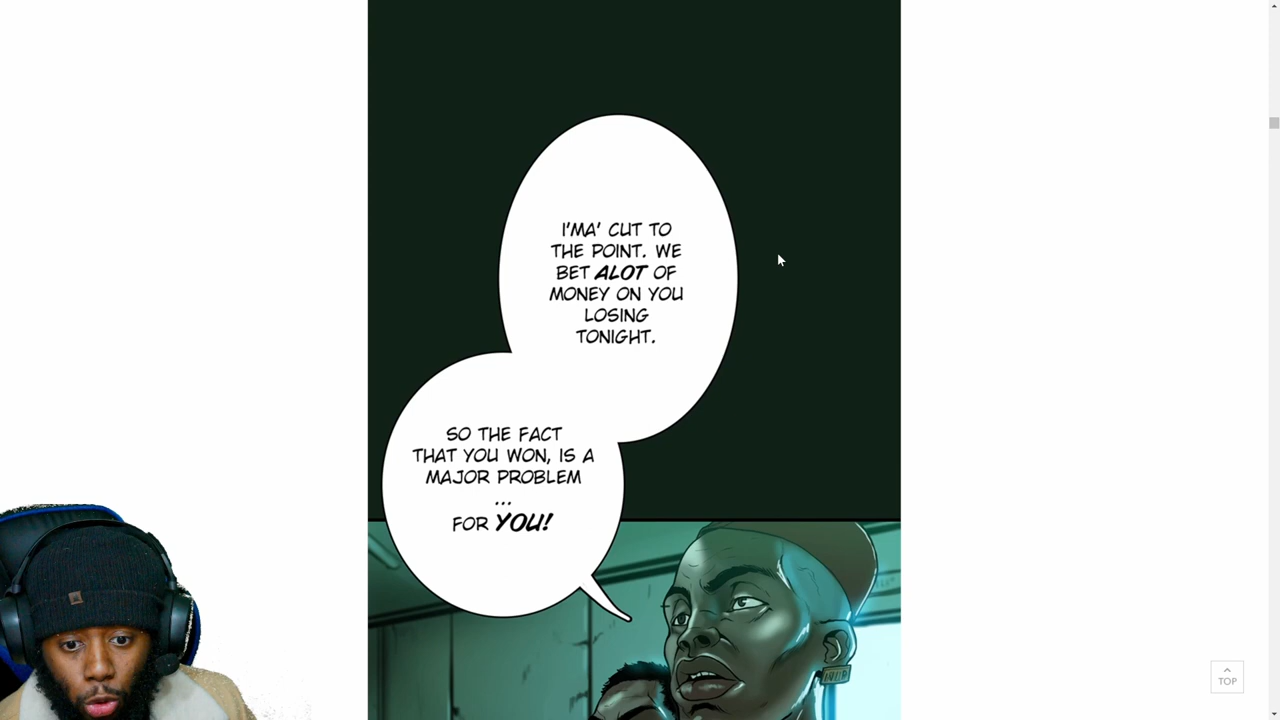 I'MA' CUT TO
THE POINT. WE
BET ALOT OF
MONEY ON YOU
LOSING
TONIGHT.
SO THE FACT
THAT YOU WON, IS A
MAJOR PROBLEM
...
FOR YOU!
TOP